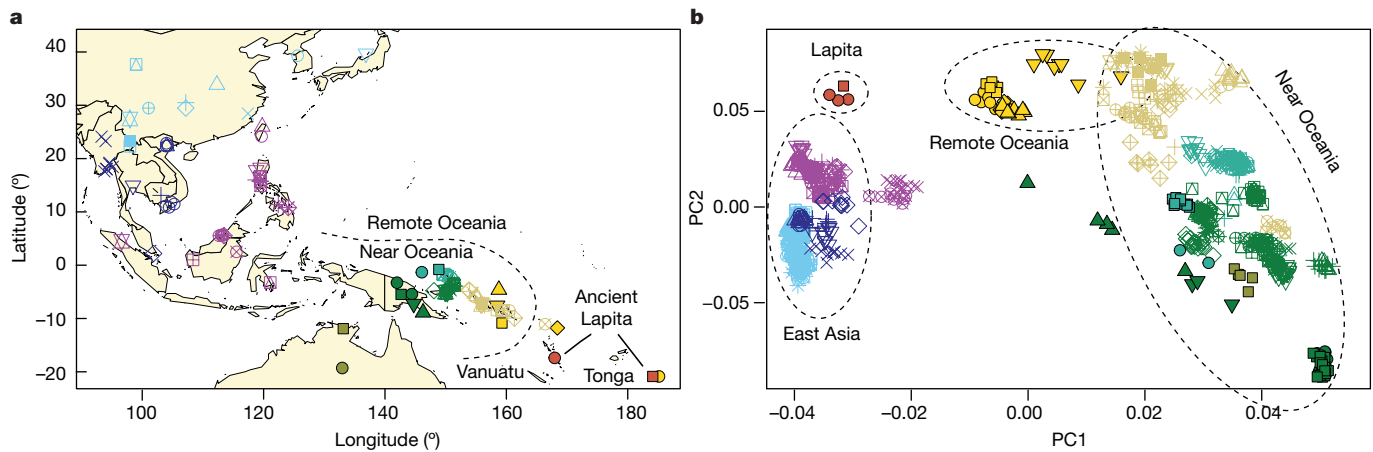 a
Latitude (º)
40
30
20
10
0
−10
−20
Remote Oceania
Near Oceania
Ancient
Lapita
Vanuatu
Tonga
100
120
140
160
180
Longitude (º)
b
PC2
0.05
0.00
−0.05
Lapita
Remote Oceania
Near Oceania
East Asia
−0.04
−0.02
0.00
0.02
0.04
PC1